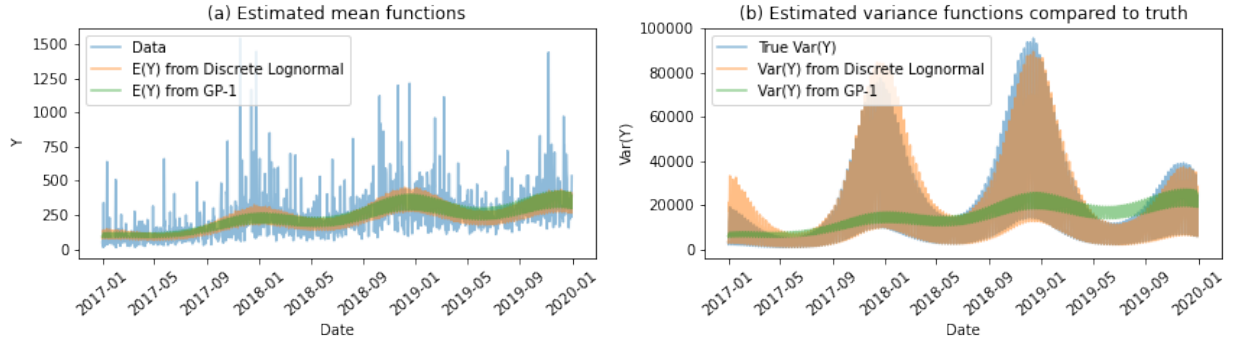 (a) Estimated mean functions
1500
1250
1000
750
500
250
0
Y
Data
E(Y) from Discrete Lognormal
E(Y) from GP-1
2017-01
2017-05
2017-09
2018-01
2018-05
2018-09
2019-01
2019-05
2019-09
2020-01
Date
(b) Estimated variance functions compared to truth
100000
80000
60000
40000
20000
0
Var(Y)
True Var(Y)
Var(Y) from Discrete Lognormal
Var(Y) from GP-1
2017-01
2017-05
2017-09
2018-01
2018-05
2018-09
2019-01
2019-05
2019-09
2020-01
Date